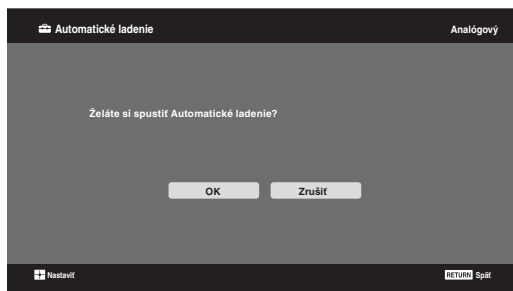 Automatické ladenie Analógový
Želáte si spustiť Automatické ladenie?
OK Zrušiť
Nastaviť RETURN Späť